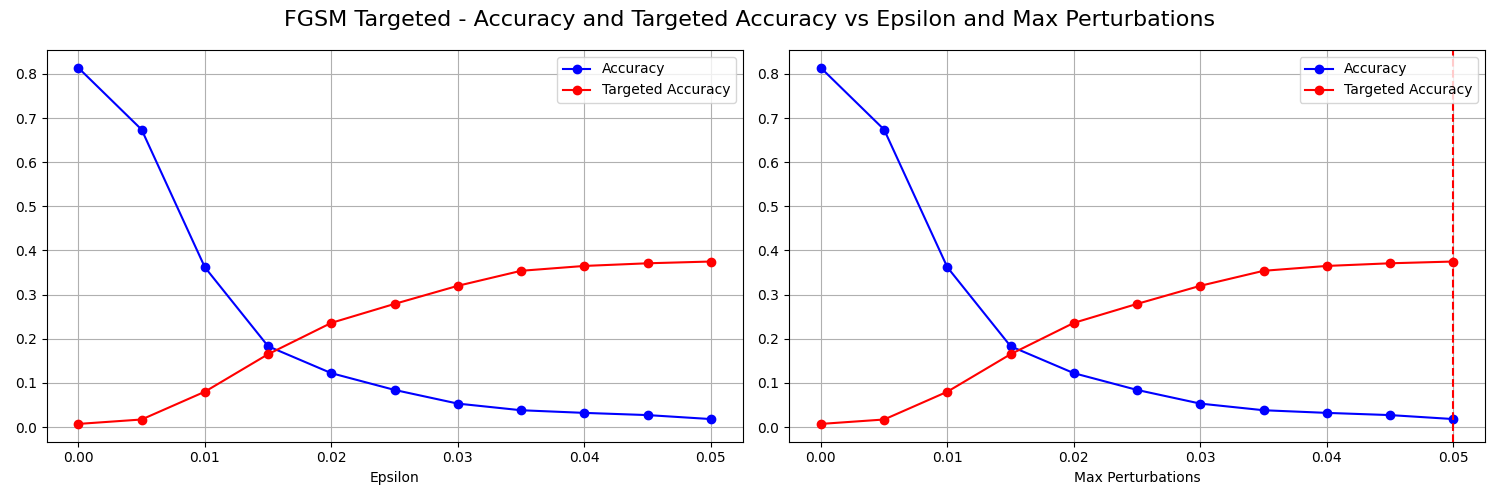 FGSM Targeted - Accuracy and Targeted Accuracy vs Epsilon and Max Perturbations
Accuracy
Targeted Accuracy
0.8
0.7
0.6
0.5
0.4
0.3
0.2
0.1
0.0
0.00 0.01 0.02 0.03 0.04 0.05
Epsilon
Accuracy
Targeted Accuracy
0.8
0.7
0.6
0.5
0.4
0.3
0.2
0.1
0.0
0.00 0.01 0.02 0.03 0.04 0.05
Max Perturbations